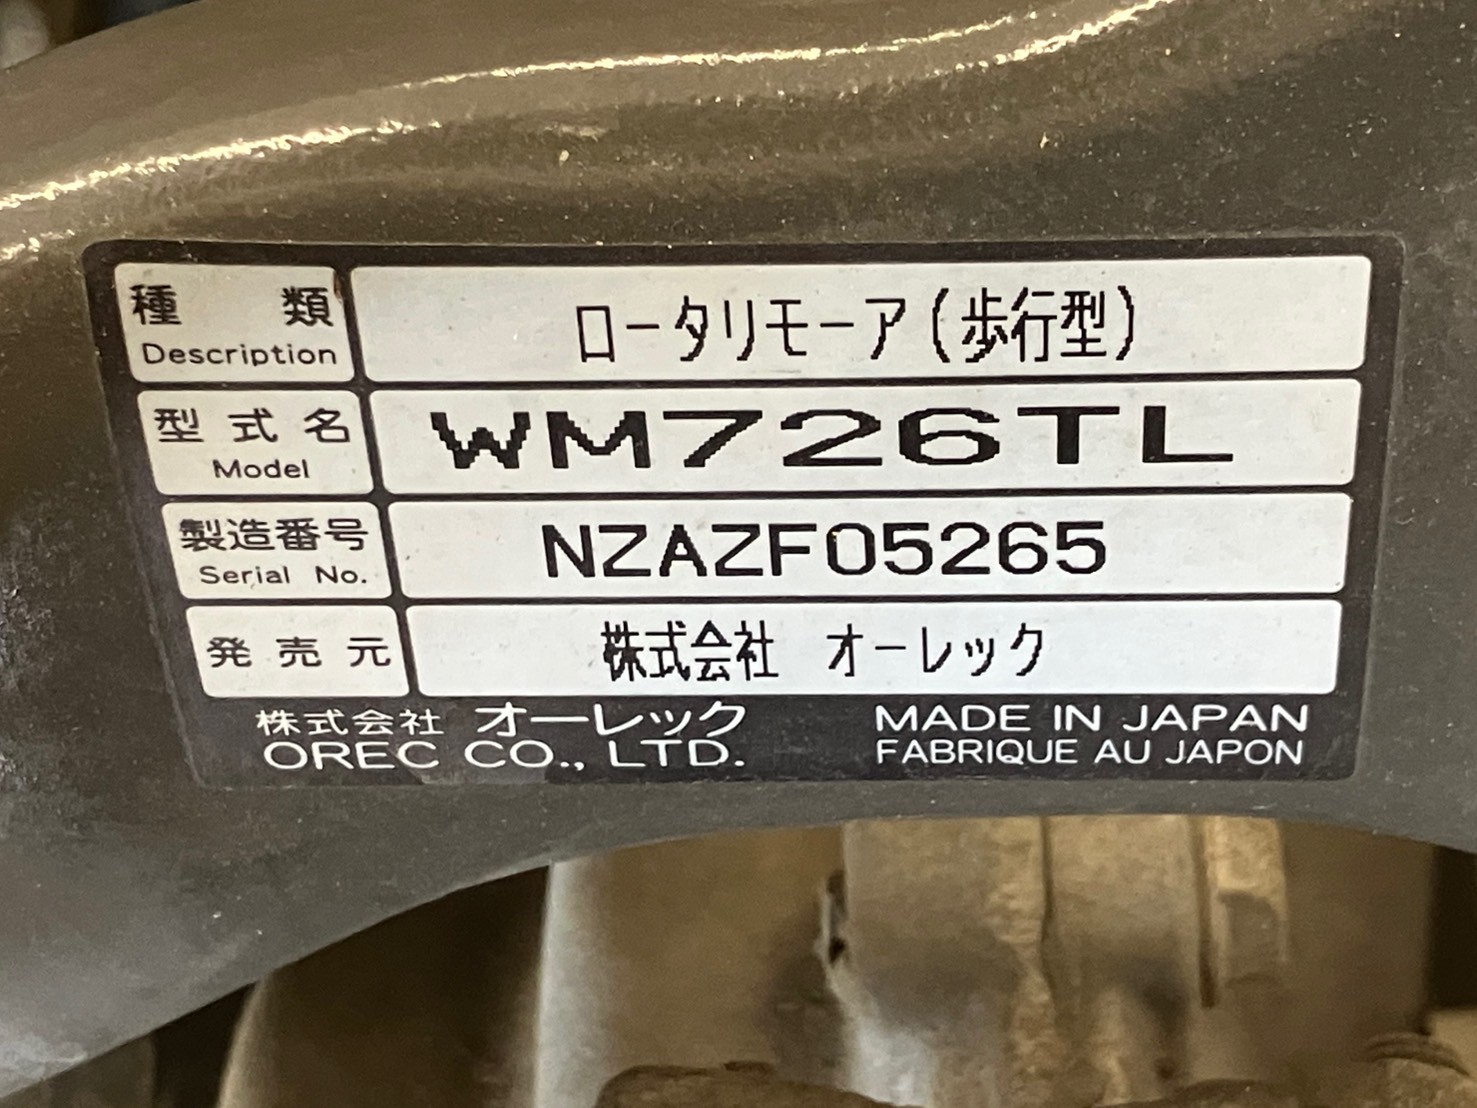 種類 ロータリモーア(歩行型)
Description
型式名 WM726TL
Model
製造番号 NZAZF05265
Serial No.
発売元 株式会社 オーレック
株式会社 オーレック MADE IN JAPAN
OREC CO., LTD. FABRIQUE AU JAPON